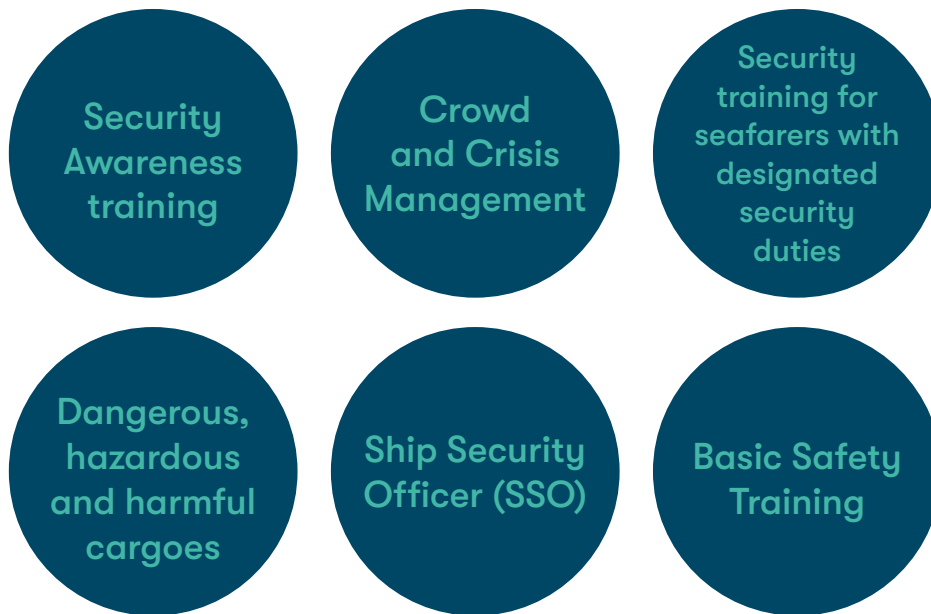 Security
Awareness
training
Crowd
and Crisis
Management
Security
training for
seafarers with
designated
security
duties
Dangerous,
hazardous
and harmful
cargoes
Ship Security
Officer (SSO)
Basic Safety
Training